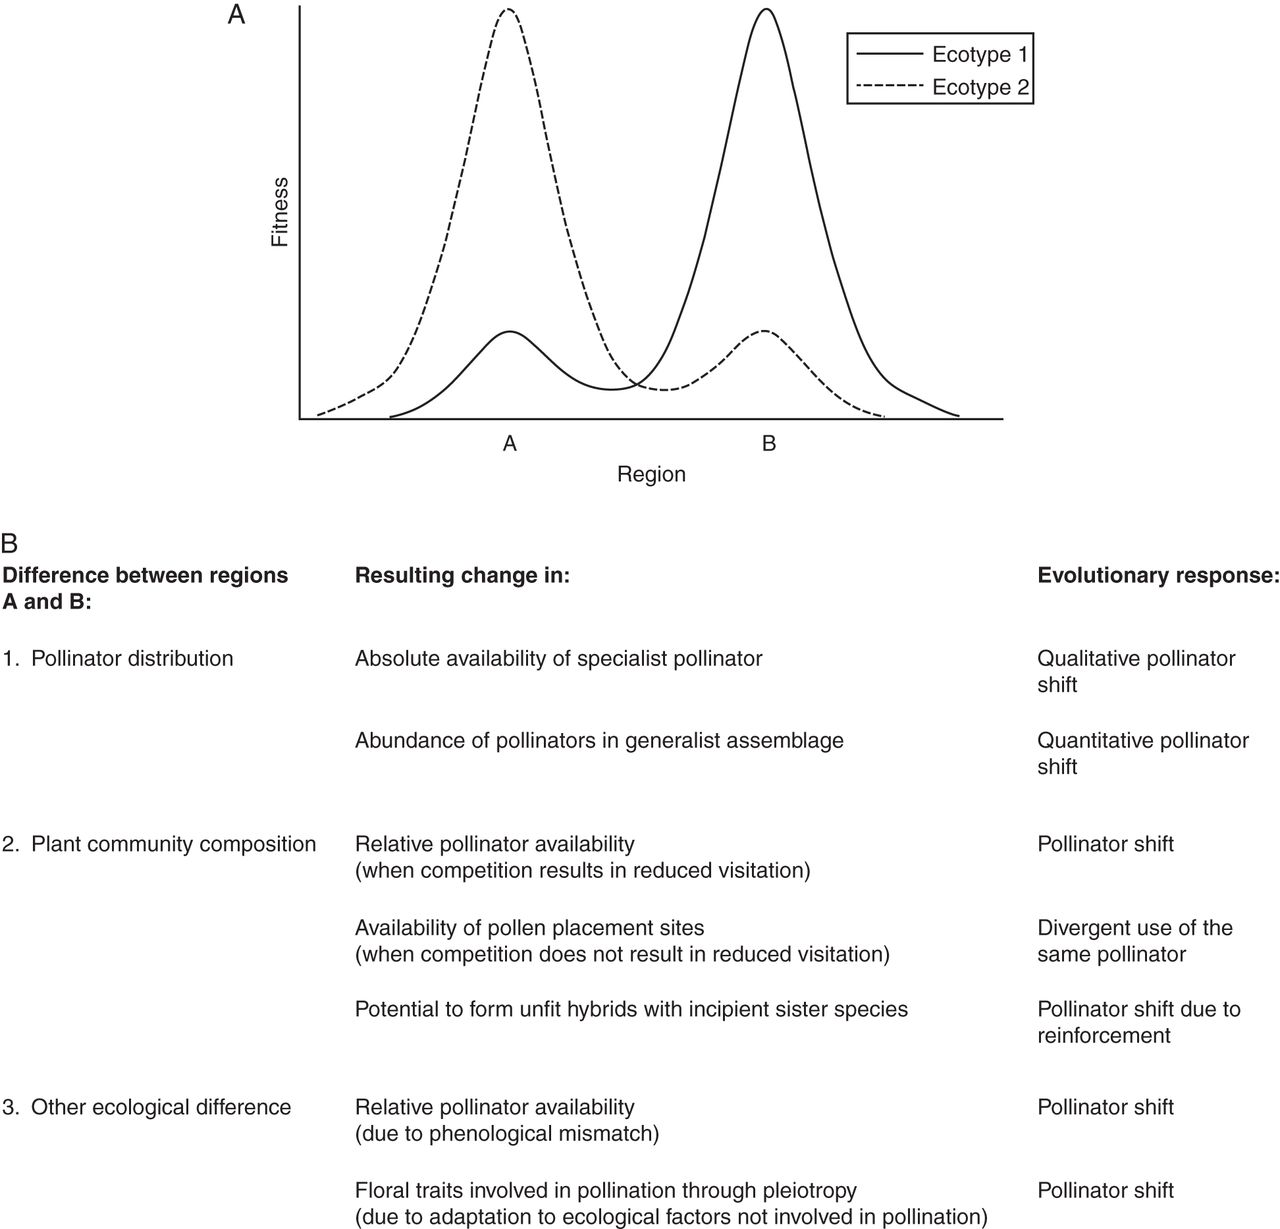 A
Ecotype 1
Ecotype 2
Fitness
A
B
Region
B
Difference between regions
A and B:
Resulting change in:
Evolutionary response:
1. Pollinator distribution
Absolute availability of specialist pollinator
Qualitative pollinator
shift
Abundance of pollinators in generalist assemblage
Quantitative pollinator
shift
2. Plant community composition
Relative pollinator availability
(when competition results in reduced visitation)
Pollinator shift
Availability of pollen placement sites
(when competition does not result in reduced visitation)
Divergent use of the
same pollinator
Potential to form unfit hybrids with incipient sister species
Pollinator shift due to
reinforcement
3. Other ecological difference
Relative pollinator availability
(due to phenological mismatch)
Pollinator shift
Floral traits involved in pollination through pleiotropy
(due to adaptation to ecological factors not involved in pollination)
Pollinator shift